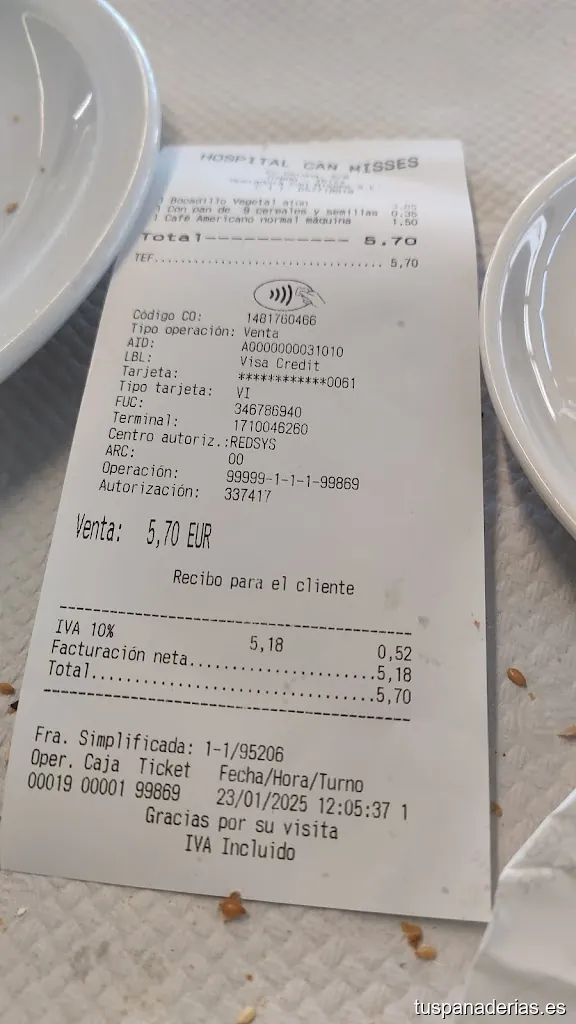 HOSPITAL CAN MISSES
Bocadillo Vegetal atún 3.85
Con pan de 9 cereales y semillas 0.35
Café Americano normal máquina 1.50
Total----------- 5,70
TEF.............................. 5,70
Código CO: 1481760466
Tipo operación: Venta
AID: A0000000031010
LBL: Visa Credit
Tarjeta: ************0061
Tipo tarjeta: VI
FUC: 346786940
Terminal: 1710046260
Centro autoriz.:REDSYS
ARC: 00
Operación: 99999-1-1-1-99869
Autorización: 337417
Venta: 5,70 EUR
Recibo para el cliente
IVA 10% 5,18 0,52
Facturación neta......................5,18
Total.................................5,70
Fra. Simplificada: 1-1/95206
Oper. Caja Ticket Fecha/Hora/Turno
00019 00001 99869 23/01/2025 12:05:37 1
Gracias por su visita
IVA Incluido
tuspanaderias.es